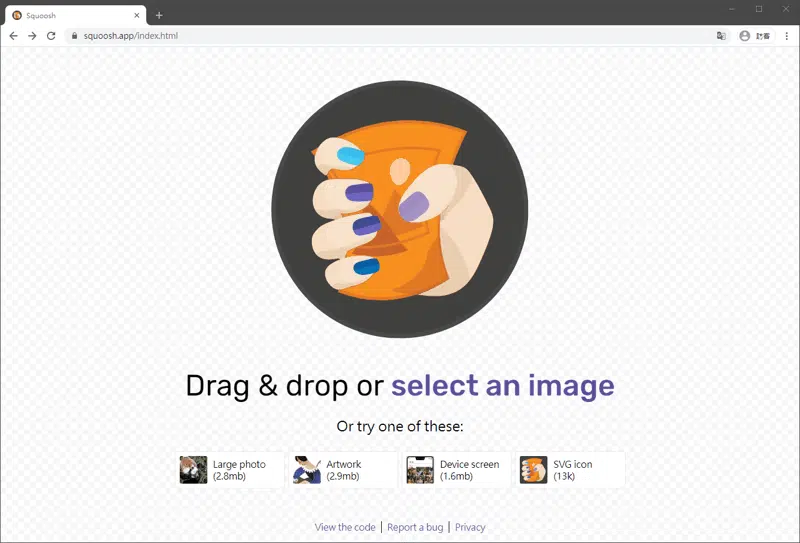 Squoosh
squoosh.app/index.html
訪客
Drag & drop or select an image
Or try one of these:
Large photo
(2.8mb)
Artwork
(2.9mb)
Device screen
(1.6mb)
SVG icon
(13k)
View the code | Report a bug | Privacy